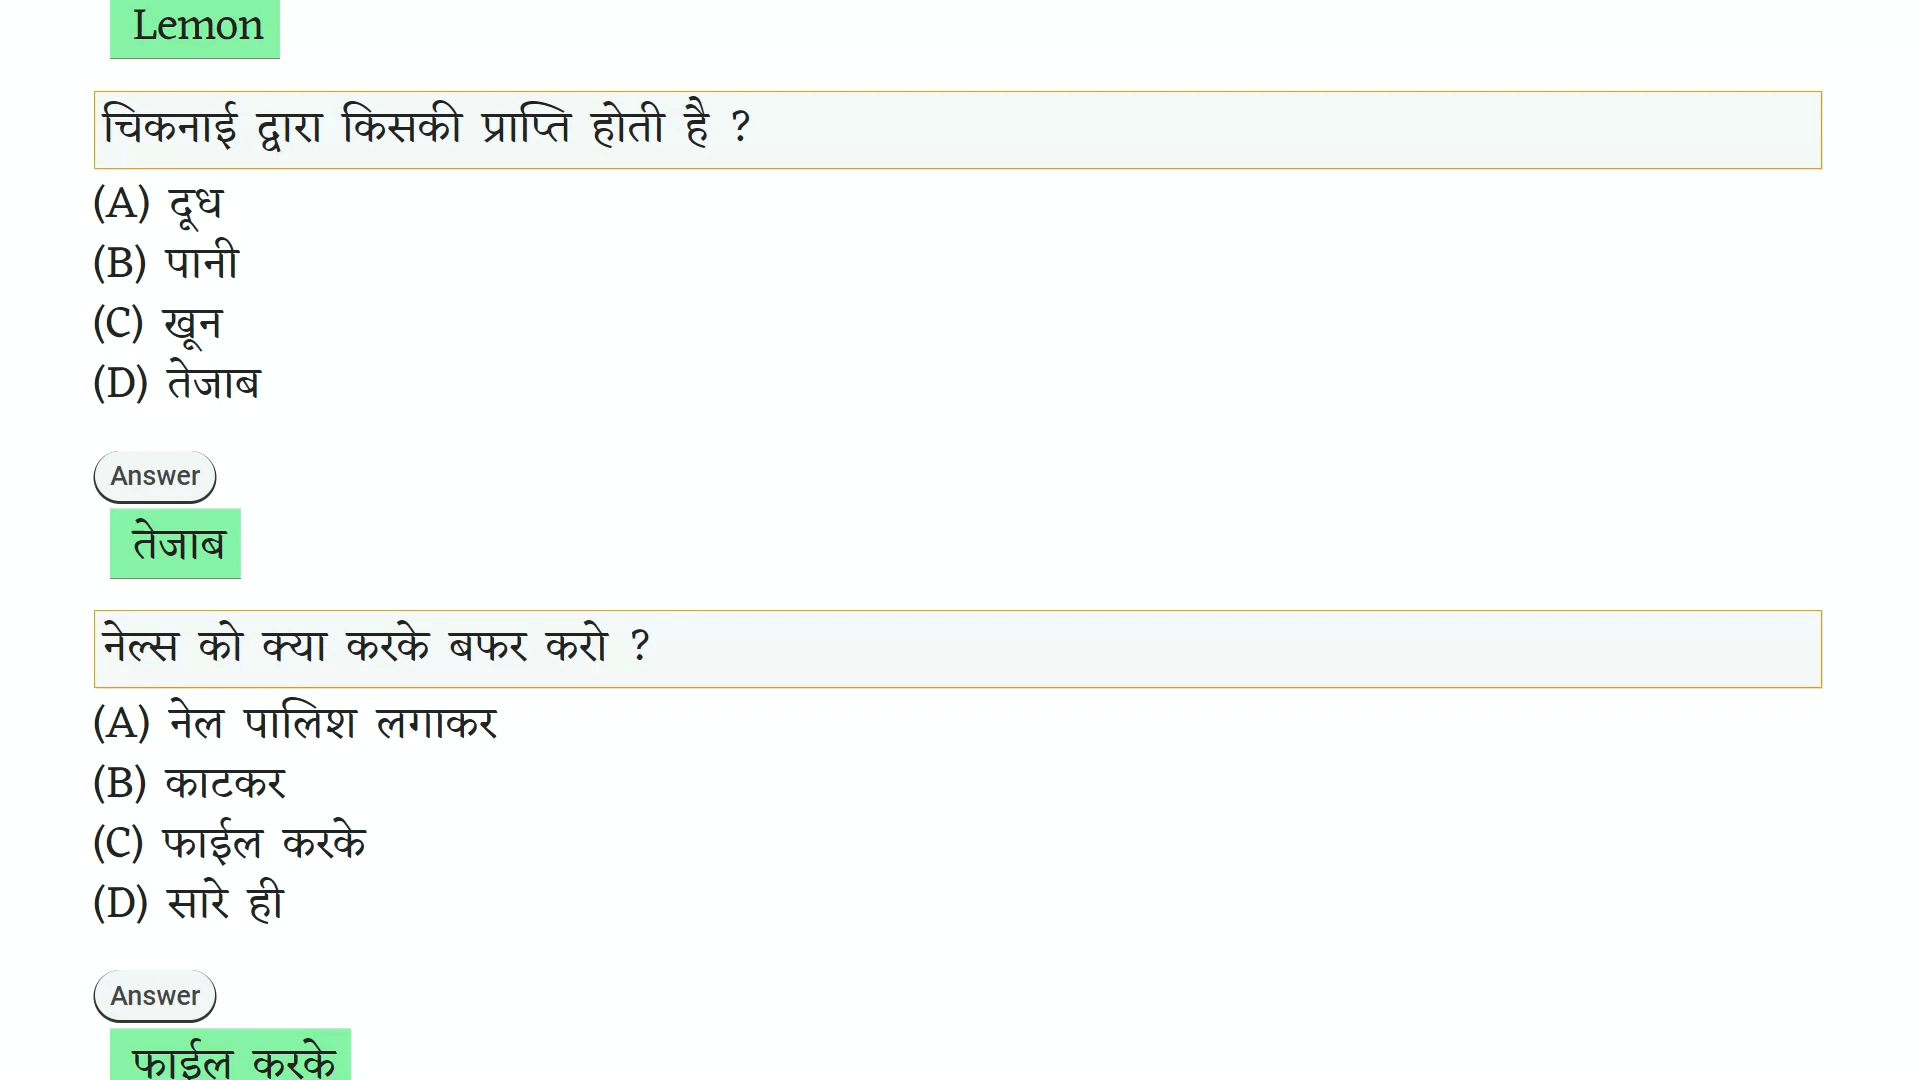 Lemon
चिकनाई द्वारा किसकी प्राप्ति होती है ?
(A) दूध
(B) पानी
(C) खून
(D) तेजाब
Answer
तेजाब
नेल्स को क्या करके बफर करो ?
(A) नेल पालिश लगाकर
(B) काटकर
(C) फाईल करके
(D) सारे ही
Answer
फाईल करके